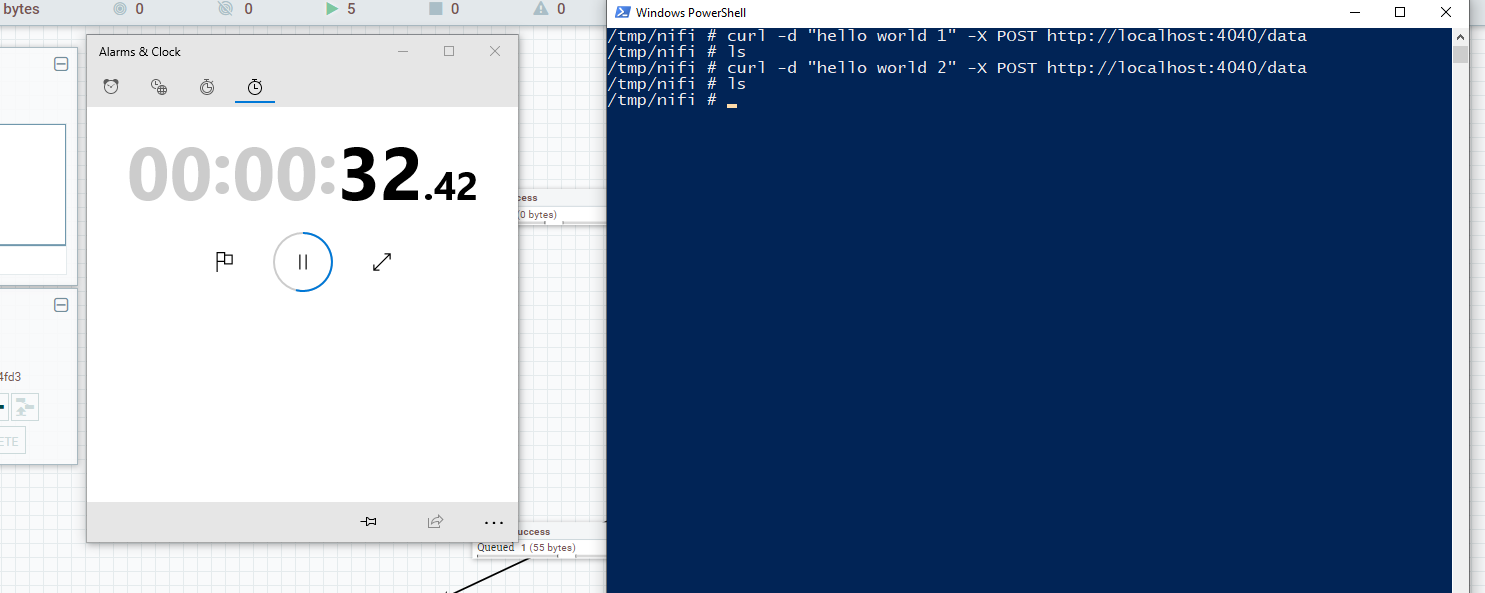 bytes
0
0
5
0
0
Alarms & Clock
00:00:32.42
cess
(0 bytes)
4fd3
ETE
uccess
Queued 1 (55 bytes)
Windows PowerShell
/tmp/nifi # curl -d "hello world 1" -X POST http://localhost:4040/data
/tmp/nifi # ls
/tmp/nifi # curl -d "hello world 2" -X POST http://localhost:4040/data
/tmp/nifi # ls
/tmp/nifi #